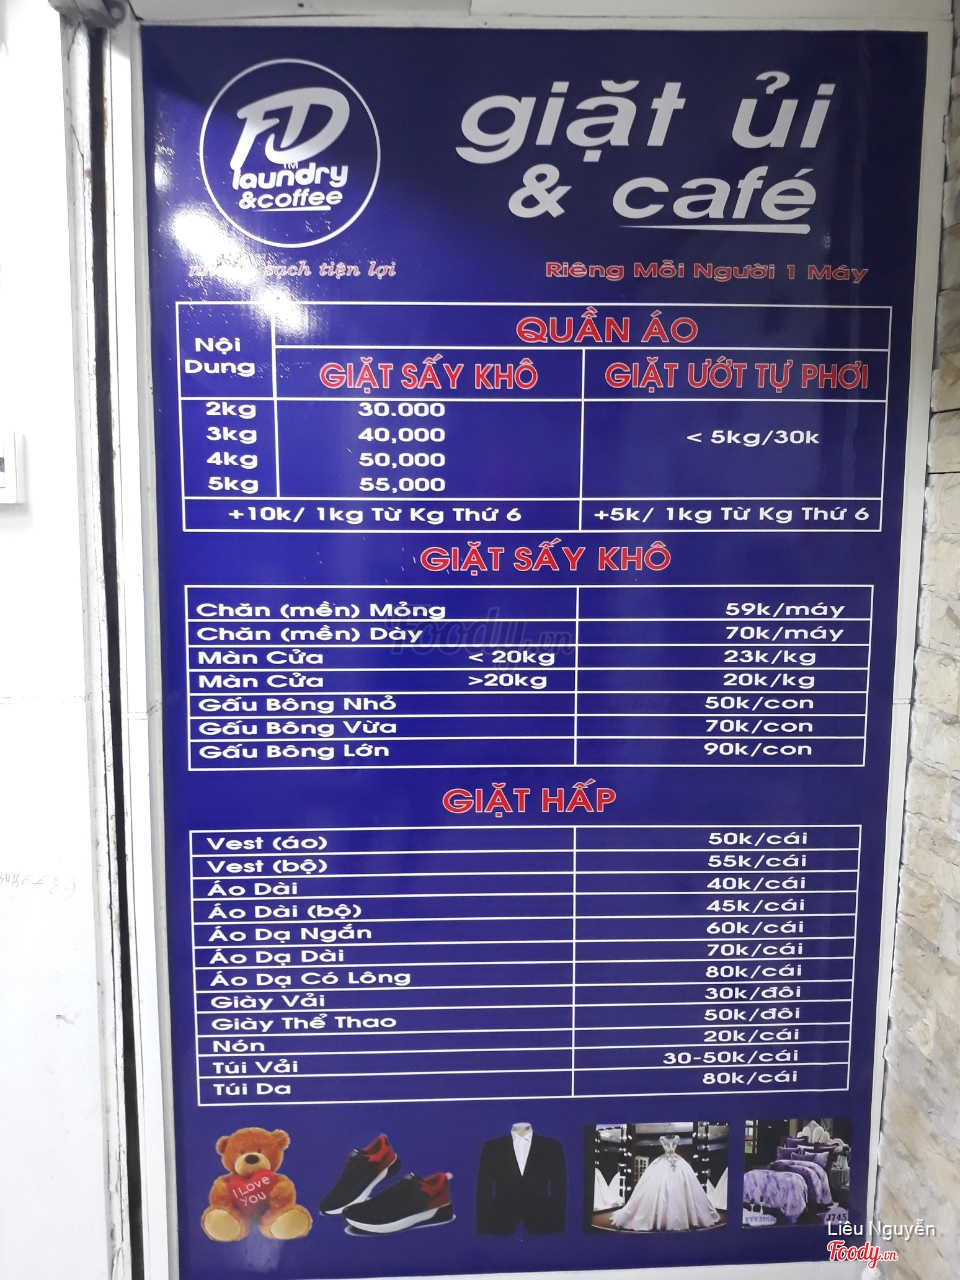 FD
TM
laundry
&coffee
giặt ủi
& café
sạch tiện lợi
Riêng Mỗi Người 1 Máy
Nội Dung
QUẦN ÁO
GIẶT SẤY KHÔ GIẶT ƯỚT TỰ PHƠI
2kg 30.000
3kg 40,000 < 5kg/30k
4kg 50,000
5kg 55,000
+10k/ 1kg Từ Kg Thứ 6 +5k/ 1kg Từ Kg Thứ 6
GIẶT SẤY KHÔ
Chăn (mền) Mỏng 59k/máy
Chăn (mền) Dày 70k/máy
Màn Cửa < 20kg 23k/kg
Màn Cửa >20kg 20k/kg
Gấu Bông Nhỏ 50k/con
Gấu Bông Vừa 70k/con
Gấu Bông Lớn 90k/con
GIẶT HẤP
Vest (áo) 50k/cái
Vest (bộ) 55k/cái
Áo Dài 40k/cái
Áo Dài (bộ) 45k/cái
Áo Dạ Ngắn 60k/cái
Áo Dạ Dài 70k/cái
Áo Dạ Có Lông 80k/cái
Giày Vải 30k/đôi
Giày Thể Thao 50k/đôi
Nón 20k/cái
Túi Vải 30-50k/cái
Túi Da 80k/cái
I Love
You
J745
Foody.vn
Liêu Nguyễn
Foody.vn